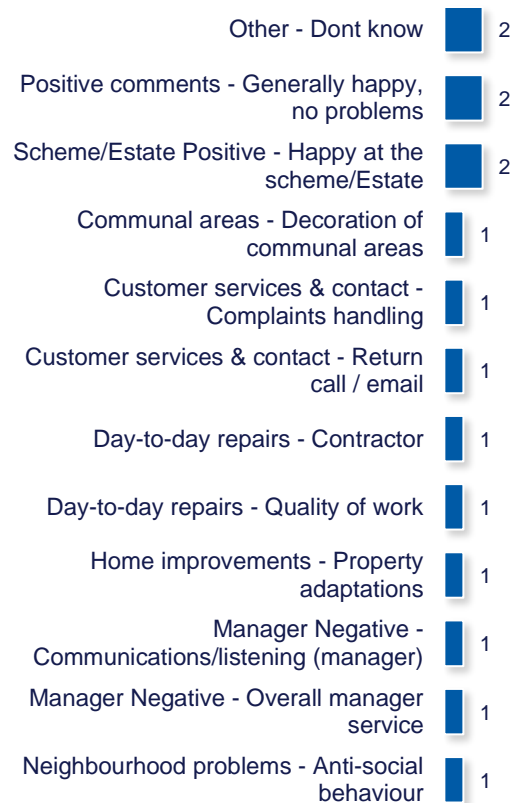 Other - Dont know 2
Positive comments - Generally happy,
no problems 2
Scheme/Estate Positive - Happy at the
scheme/Estate 2
Communal areas - Decoration of
communal areas 1
Customer services & contact -
Complaints handling 1
Customer services & contact - Return
call / email 1
Day-to-day repairs - Contractor 1
Day-to-day repairs - Quality of work 1
Home improvements - Property
adaptations 1
Manager Negative -
Communications/listening (manager) 1
Manager Negative - Overall manager
service 1
Neighbourhood problems - Anti-social
behaviour 1